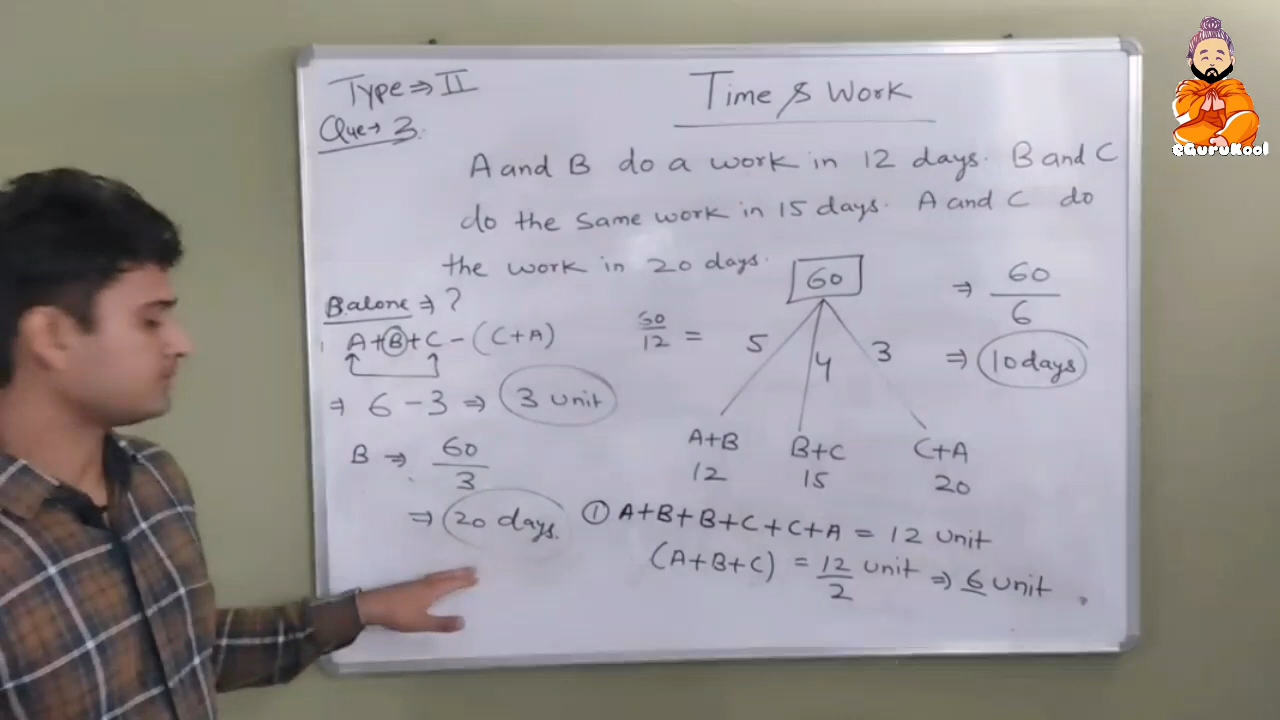 Type ⇒ II
Time & Work
Que → 3.
A and B do a work in 12 days. B and C
do the same work in 15 days. A and C do
the work in 20 days.
B alone ⇒ ?
A+B+C - (C+A)
⇒ 6 - 3 ⇒ 3 unit
B ⇒ 60/3
⇒ 20 days.
60
60/12 = 5 4 3
A+B B+C C+A
12 15 20
⇒ 60/6
⇒ 10 days
① A+B+B+C+C+A = 12 unit
(A+B+C) = 12/2 unit ⇒ 6 unit
eGuruKool